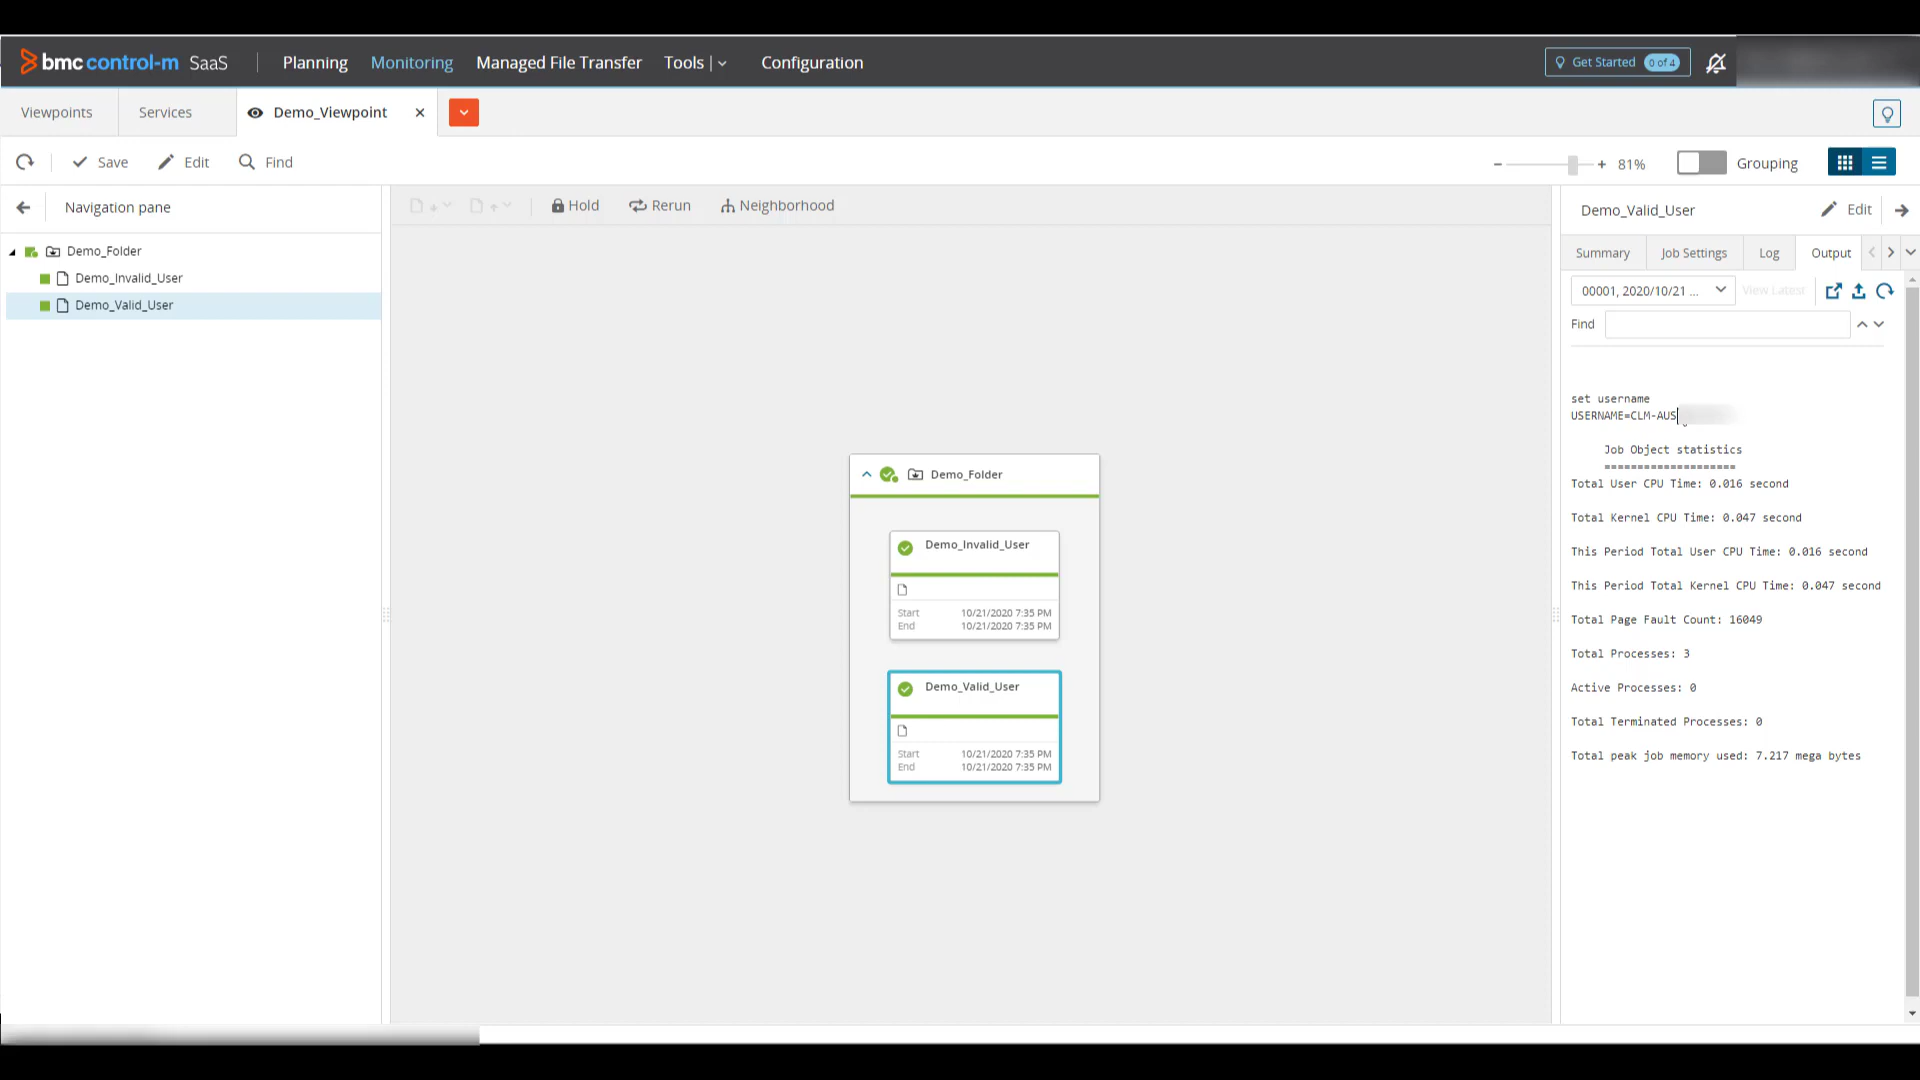 bmc control-m SaaS
Planning
Monitoring
Managed File Transfer
Tools
Configuration
Get Started
0 of 4
Viewpoints
Services
Demo_Viewpoint
Save
Edit
Find
81%
Grouping
Navigation pane
Demo_Folder
Demo_Invalid_User
Demo_Valid_User
Hold
Rerun
Neighborhood
Demo_Folder
Demo_Invalid_User
Start 10/21/2020 7:35 PM
End 10/21/2020 7:35 PM
Demo_Valid_User
Start 10/21/2020 7:35 PM
End 10/21/2020 7:35 PM
Demo_Valid_User
Edit
Summary
Job Settings
Log
Output
00001, 2020/10/21 ...
View Latest
Find
set username
USERNAME=CLM-AUS
Job Object statistics
====================
Total User CPU Time: 0.016 second
Total Kernel CPU Time: 0.047 second
This Period Total User CPU Time: 0.016 second
This Period Total Kernel CPU Time: 0.047 second
Total Page Fault Count: 16049
Total Processes: 3
Active Processes: 0
Total Terminated Processes: 0
Total peak job memory used: 7.217 mega bytes